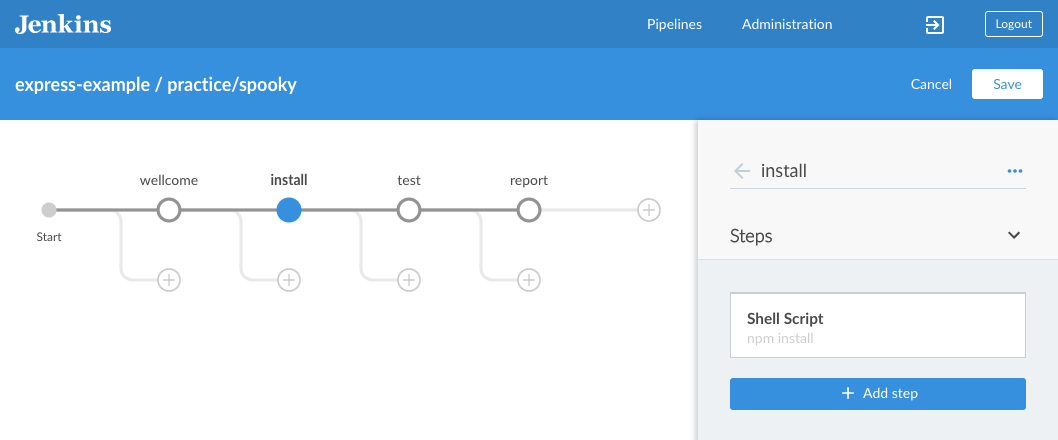 Jenkins
Pipelines Administration Logout
express-example / practice/spooky
Cancel Save
wellcome install test report
Start
install
Steps
Shell Script
npm install
Add step